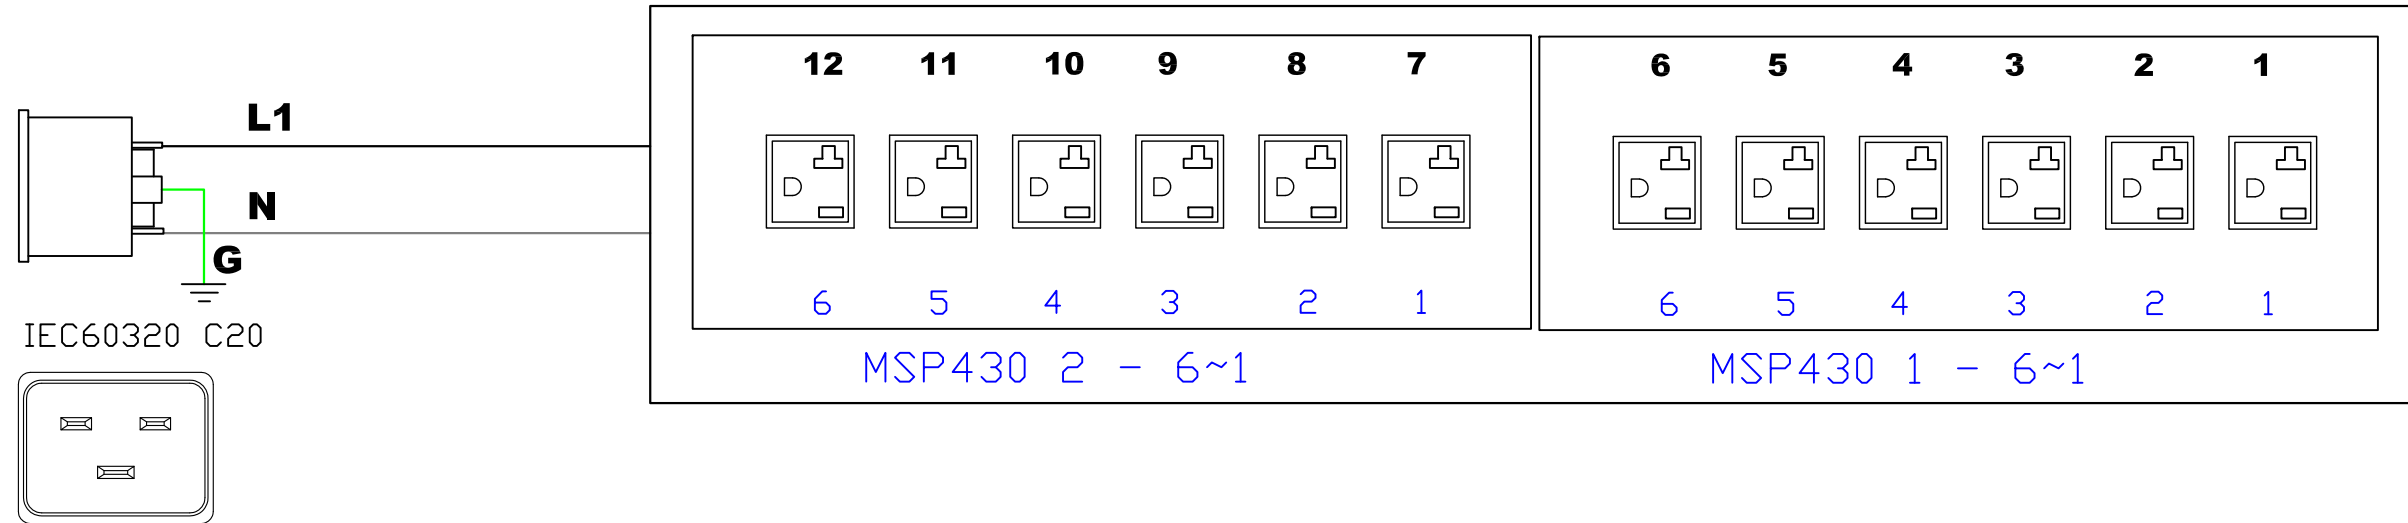 12 11 10 9 8 7 6 5 4 3 2 1
L1
N
G
6 5 4 3 2 1 6 5 4 3 2 1
IEC60320 C20
MSP430 2 - 6~1 MSP430 1 - 6~1